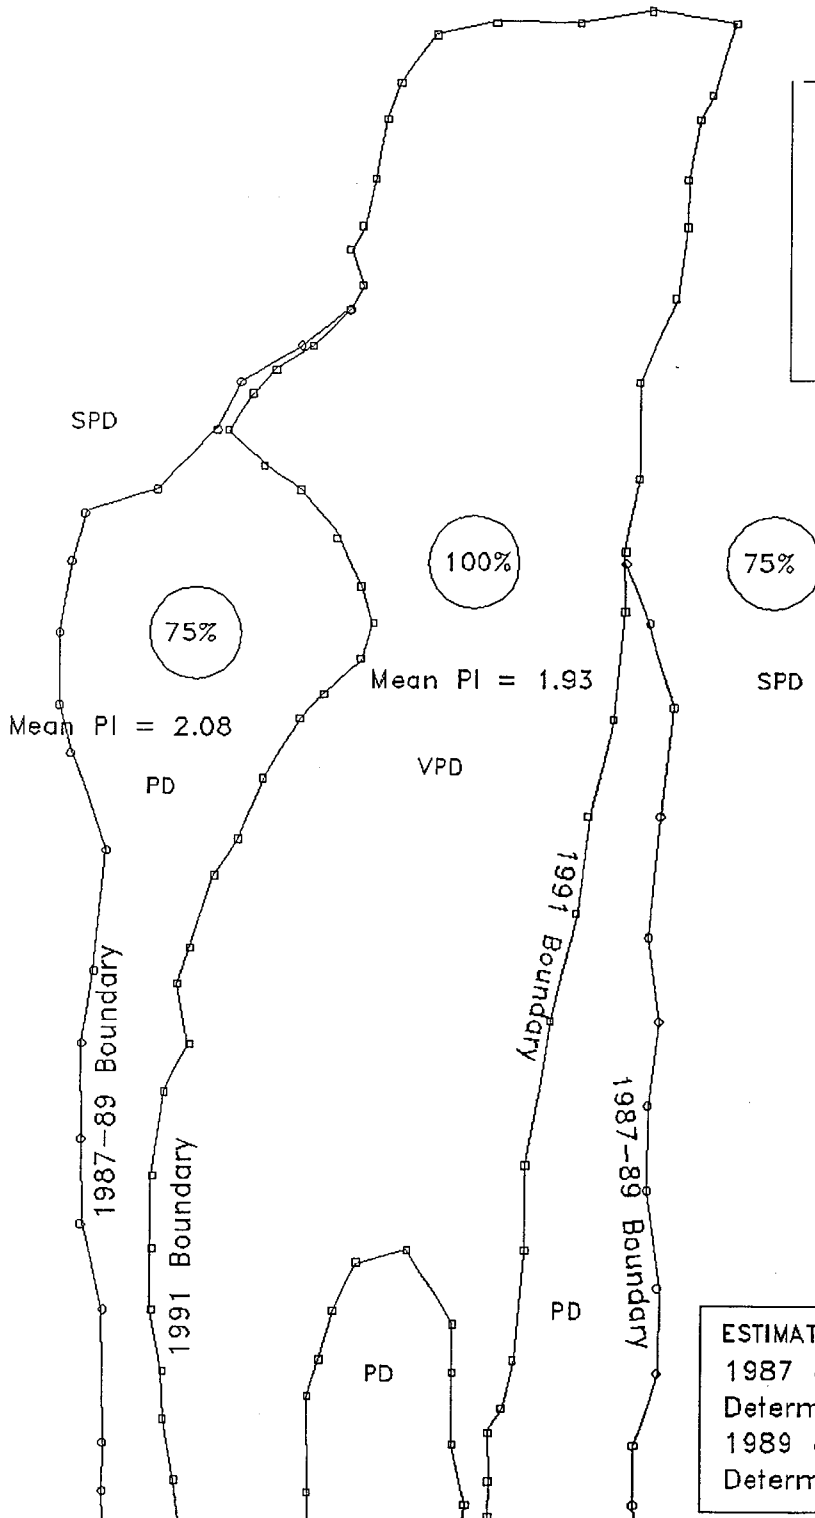 SPD
100%
75%
75%
Mean PI = 1.93
SPD
Mean PI = 2.08
VPD
PD
1991 Boundary
1987-89 Boundary
1987-89 Boundary
1991 Boundary
PD
PD
ESTIMAT
1987
Determ
1989
Determ